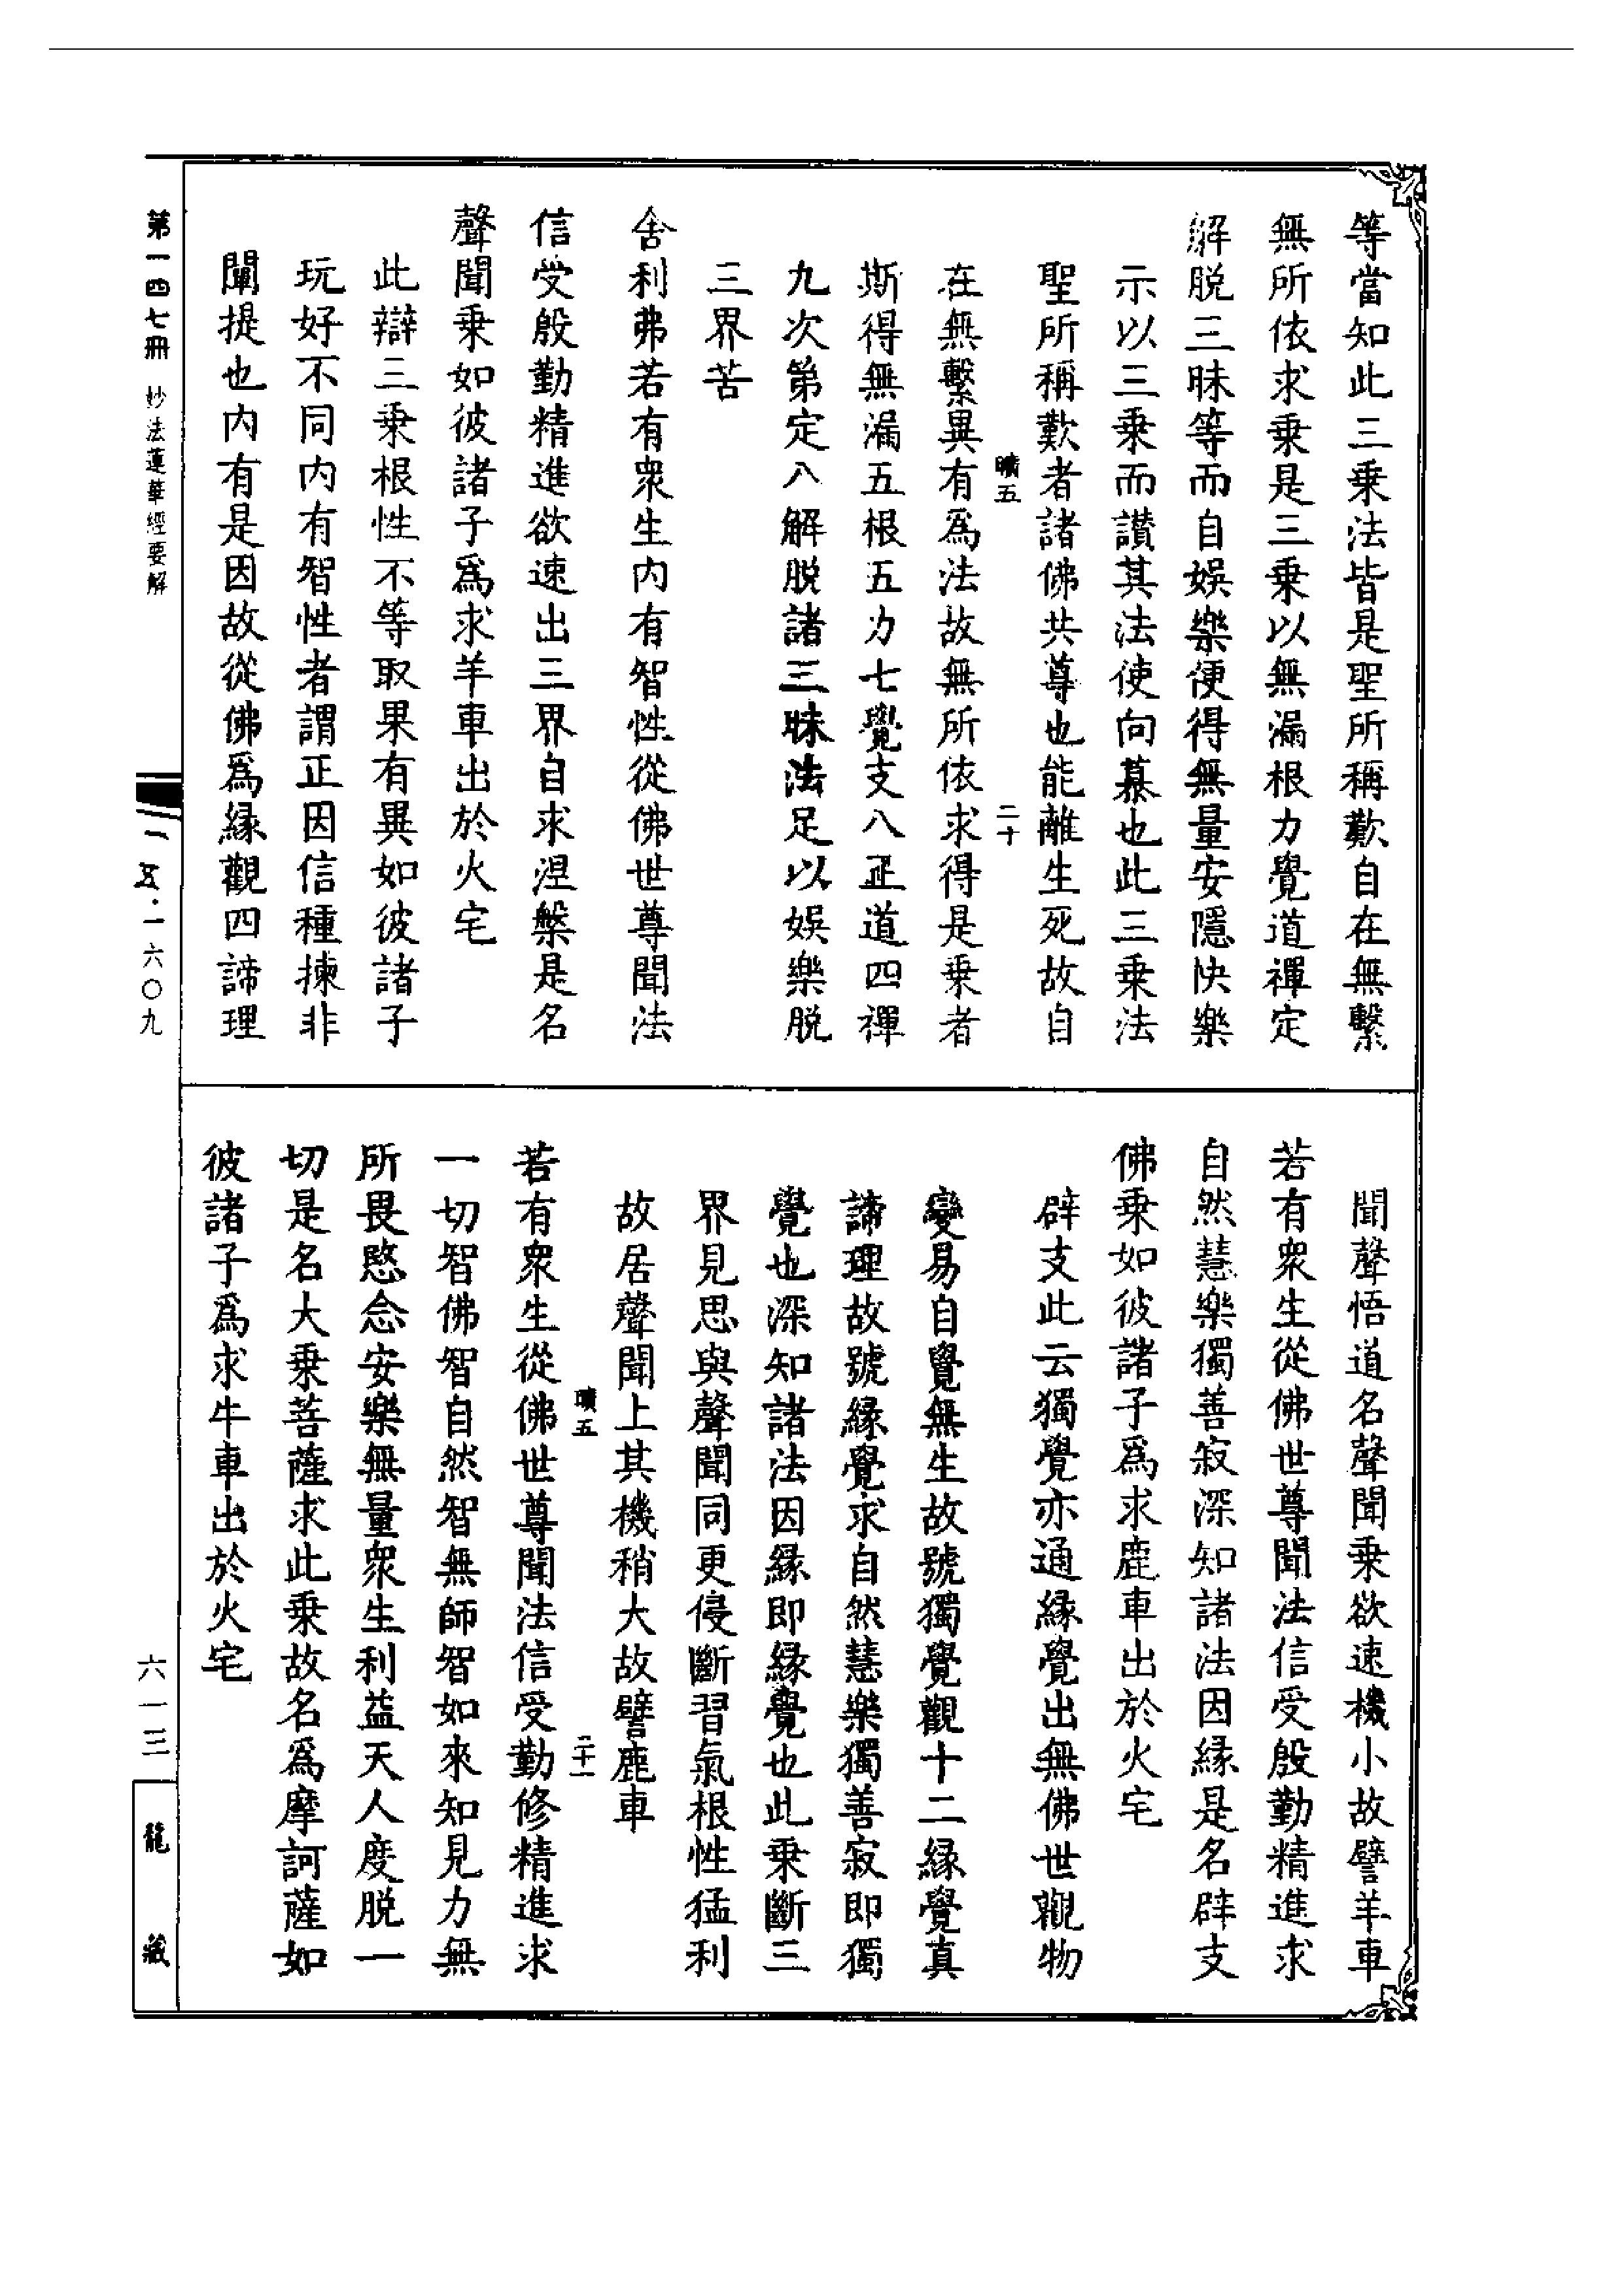 等當知此三乘法皆是聖所稱歎自在無繫
無所依求乘是三乘以無漏根力覺道禪定
解脱三昧等而自娛樂便得無量安隱快樂
示以三乘而讃其法使向慕也此三乘法
聖所稱歎者諸佛共尊也能離生死故自
曠五
二十
在無繫異有爲法故無所依求得是乘者
斯得無漏五根五力七覺支八正道四禪
九次第定八解脱諸三昧法足以娛樂脱
三界苦
舍利弗若有衆生内有智性從佛世尊聞法
信受殷勤精進欲速出三界自求涅槃是名
聲聞乘如彼諸子爲求羊車出於火宅
此辯三乘根性不等取果有異如彼諸子
玩好不同内有智性者謂正因信種揀非
闡提也内有是因故從佛爲緣觀四諦理
聞聲悟道名聲聞乘欲速機小故譬羊車
若有衆生從佛世尊聞法信受殷勤精進求
自然慧樂獨善寂深知諸法因緣是名辟支
佛乘如彼諸子爲求鹿車出於火宅
辟支此云獨覺亦通緣覺出無佛世觀物
變易自覺無生故號獨覺觀十二緣覺真
諦理故號緣覺求自然慧樂獨善寂即獨
覺也深知諸法因緣即緣覺也此乘斷三
界見思與聲聞同更侵斷習氣根性猛利
故居聲聞上其機稍大故譬鹿車
曠五
二十一
若有衆生從佛世尊聞法信受勤修精進求
一切智佛智自然智無師智如來知見力無
所畏愍念安樂無量衆生利益天人度脱一
切是名大乘菩薩求此乘故名爲摩訶薩如
彼諸子爲求牛車出於火宅
第一四七冊 妙法蓮華經要解
一五·一六〇九
六一三
龍藏